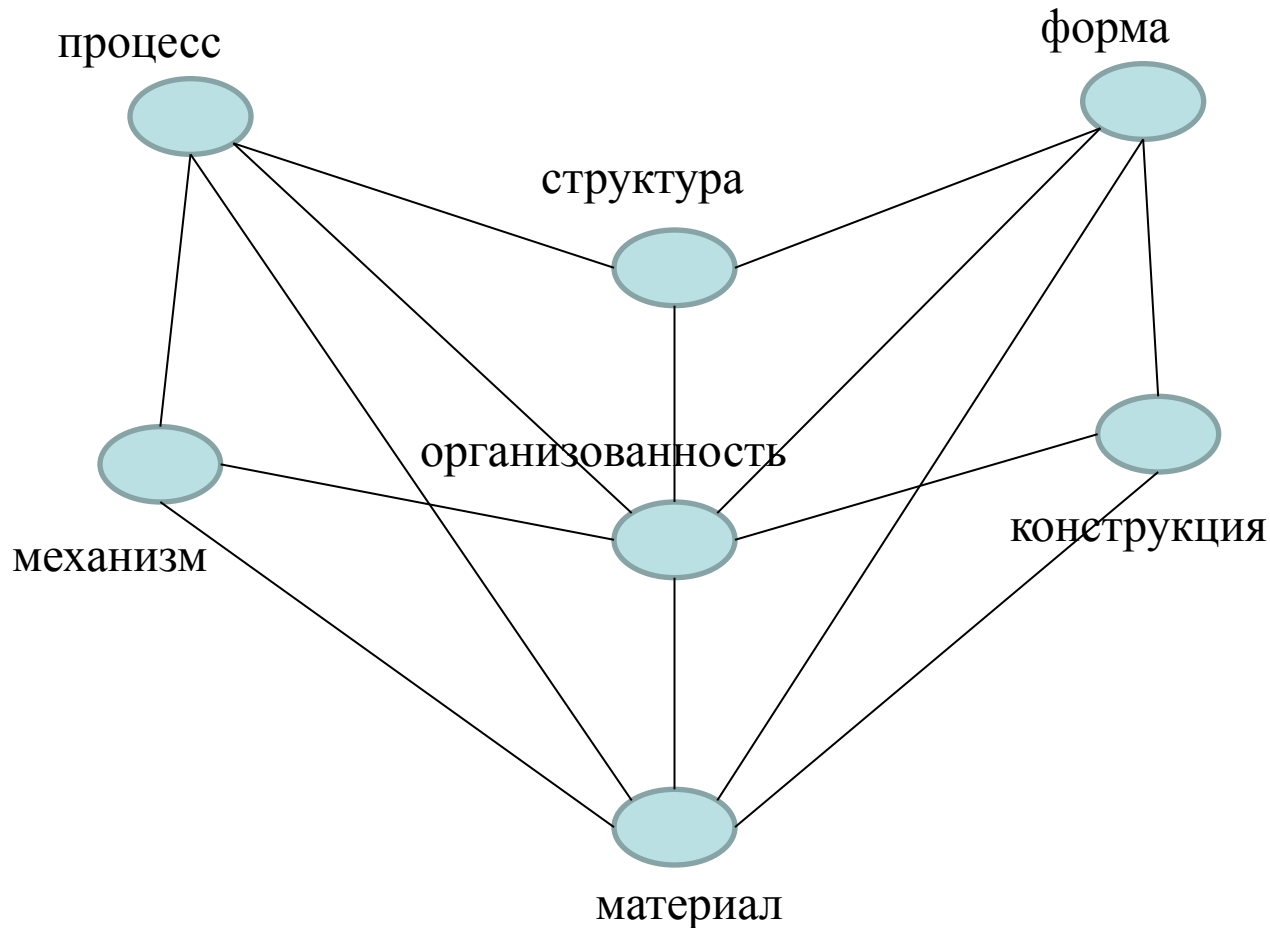 процесс
форма
структура
организованность
механизм
конструкция
материал